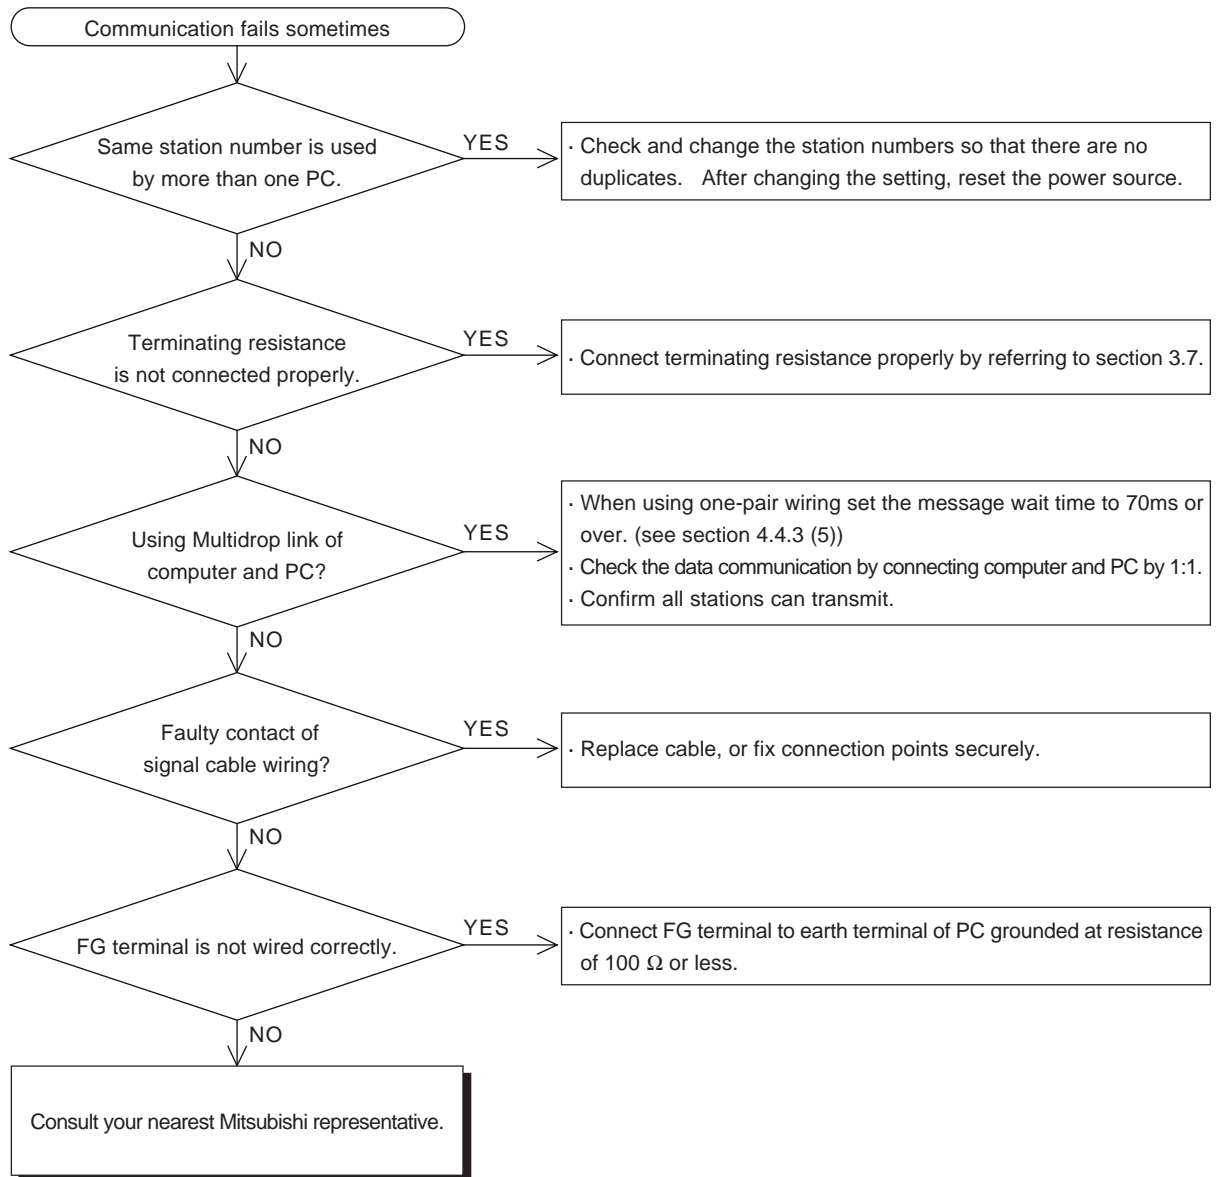 Communication fails sometimes
Same station number is used
by more than one PC.
YES
· Check and change the station numbers so that there are no
duplicates. After changing the setting, reset the power source.
NO
Terminating resistance
is not connected properly.
YES
· Connect terminating resistance properly by referring to section 3.7.
NO
Using Multidrop link of
computer and PC?
YES
· When using one-pair wiring set the message wait time to 70ms or
over. (see section 4.4.3 (5))
· Check the data communication by connecting computer and PC by 1:1.
· Confirm all stations can transmit.
NO
Faulty contact of
signal cable wiring?
YES
· Replace cable, or fix connection points securely.
NO
FG terminal is not wired correctly.
YES
· Connect FG terminal to earth terminal of PC grounded at resistance
of 100 Ω or less.
NO
Consult your nearest Mitsubishi representative.